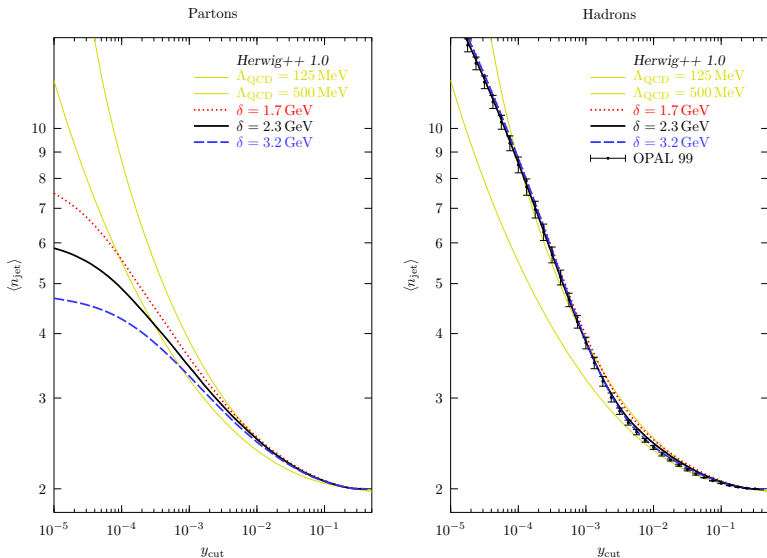 Partons
Herwig++ 1.0
Λ_QCD = 125 MeV
Λ_QCD = 500 MeV
δ = 1.7 GeV
δ = 2.3 GeV
δ = 3.2 GeV
10
9
8
7
6
5
4
3
2
⟨n_jet⟩
10⁻⁵ 10⁻⁴ 10⁻³ 10⁻² 10⁻¹
y_cut
Hadrons
Herwig++ 1.0
Λ_QCD = 125 MeV
Λ_QCD = 500 MeV
δ = 1.7 GeV
δ = 2.3 GeV
δ = 3.2 GeV
OPAL 99
10
9
8
7
6
5
4
3
2
⟨n_jet⟩
10⁻⁵ 10⁻⁴ 10⁻³ 10⁻² 10⁻¹
y_cut